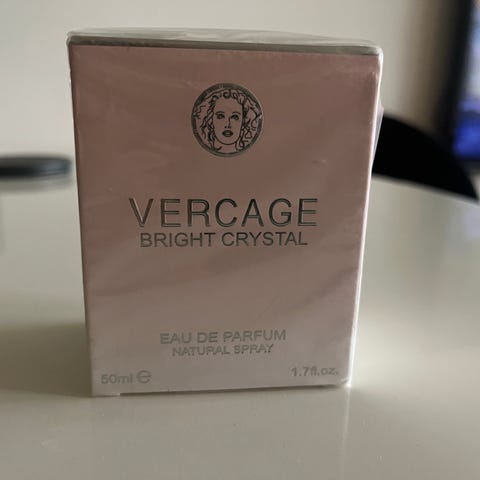 VERCAGE
BRIGHT CRYSTAL
EAU DE PARFUM
NATURAL SPRAY
50ml ℮ 1.7fl.oz.